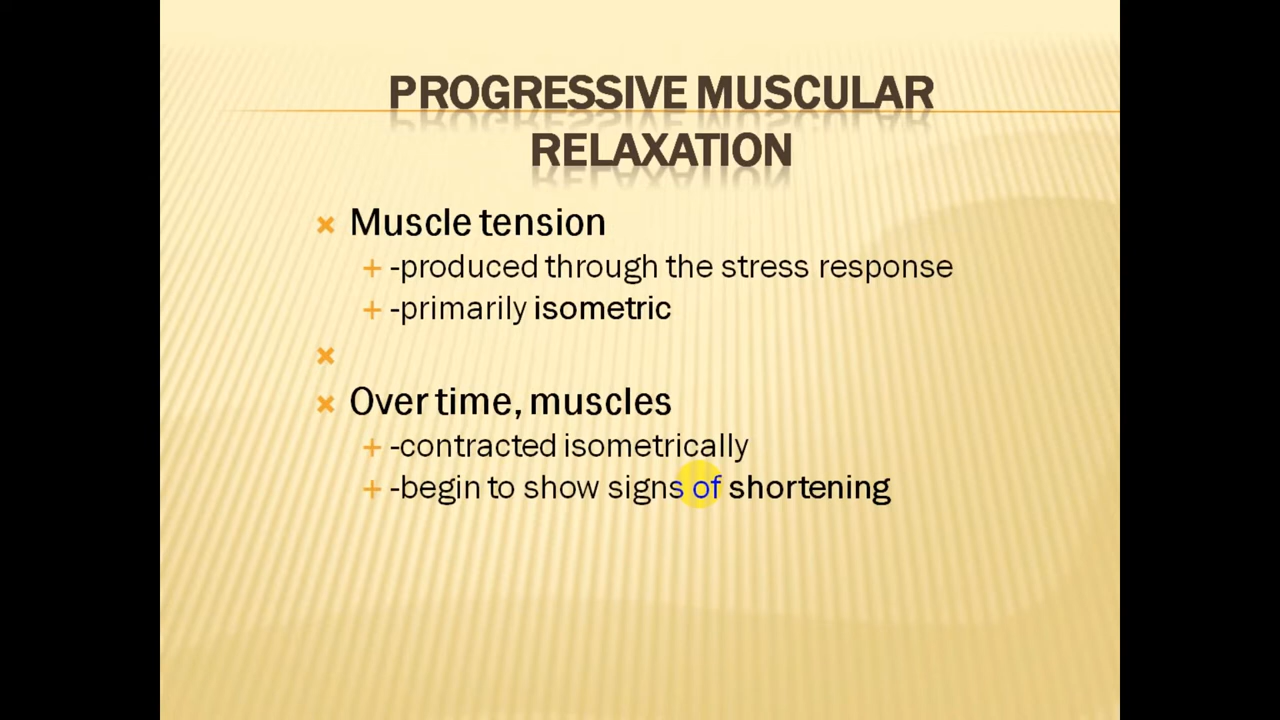 PROGRESSIVE MUSCULAR
RELAXATION
Muscle tension
-produced through the stress response
-primarily isometric
Over time, muscles
-contracted isometrically
-begin to show signs of shortening